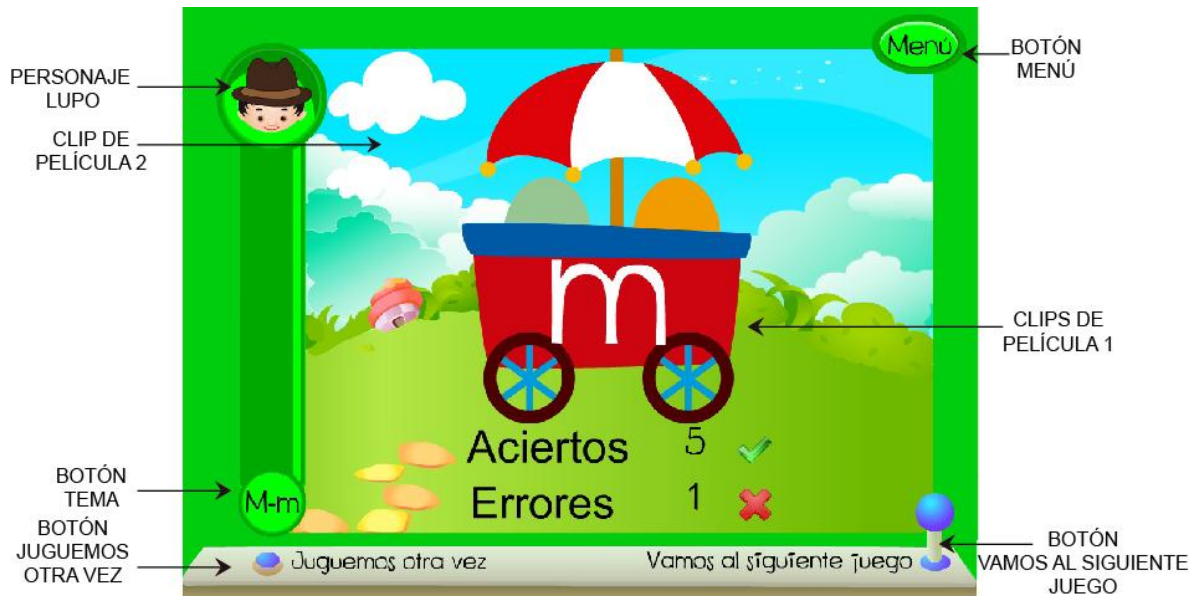 Menú
BOTÓN
MENÚ
PERSONAJE
LUPO
CLIP DE
PELÍCULA 2
m
CLIPS DE
PELÍCULA 1
Aciertos 5
Errores 1
BOTÓN
TEMA
M-m
BOTÓN
JUGUEMOS
OTRA VEZ
Juguemos otra vez
Vamos al siguiente juego
BOTÓN
VAMOS AL SIGUIENTE
JUEGO